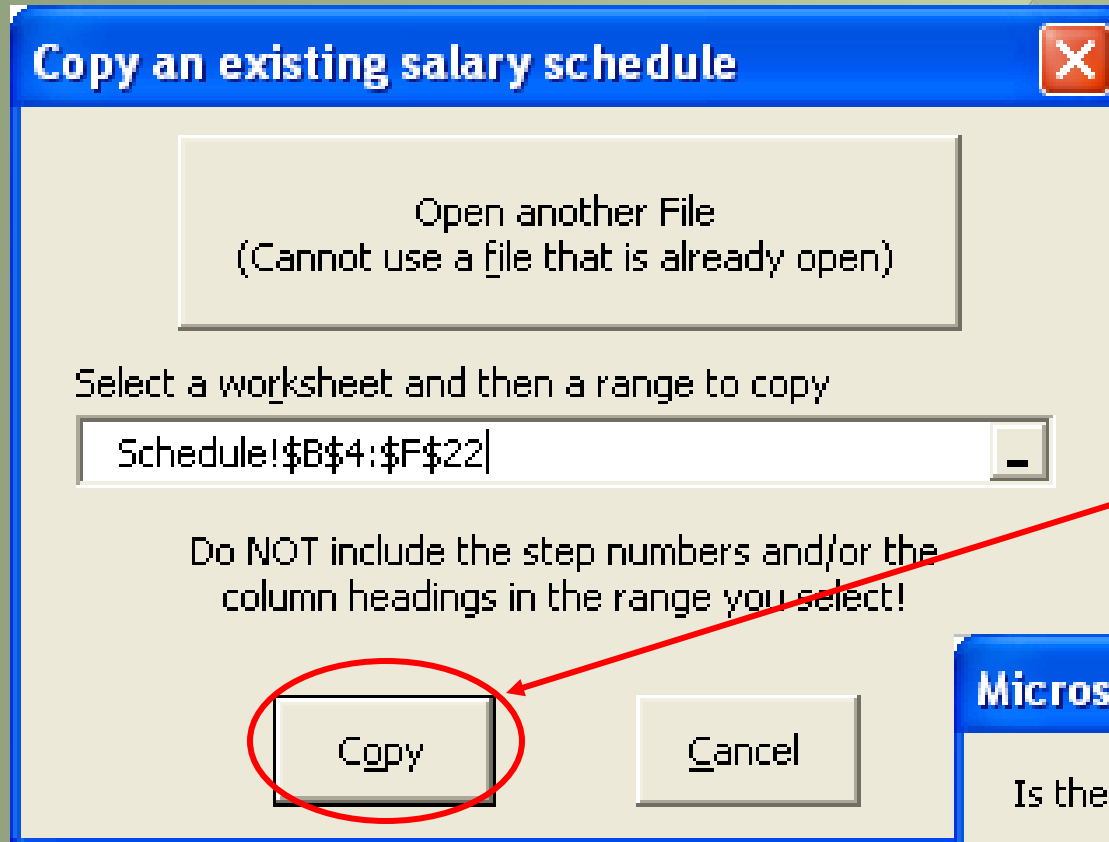 Copy an existing salary schedule
Open another File
(Cannot use a file that is already open)
Select a worksheet and then a range to copy
Schedule!$B$4:$F$22
Do NOT include the step numbers and/or the
column headings in the range you select!
Copy Cancel
Micros
Is the